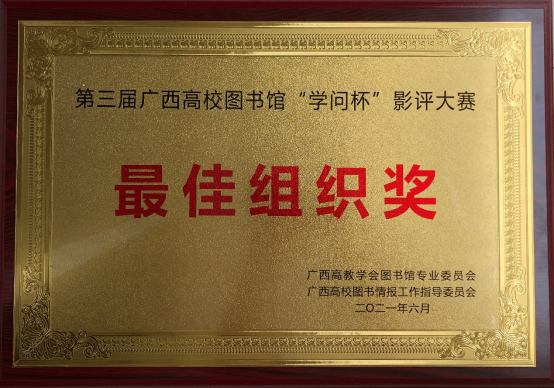 第三届广西高校图书馆“学问杯”影评大赛
最佳组织奖
广西高教学会图书馆专业委员会
广西高校图书情报工作指导委员会
二〇二一年六月